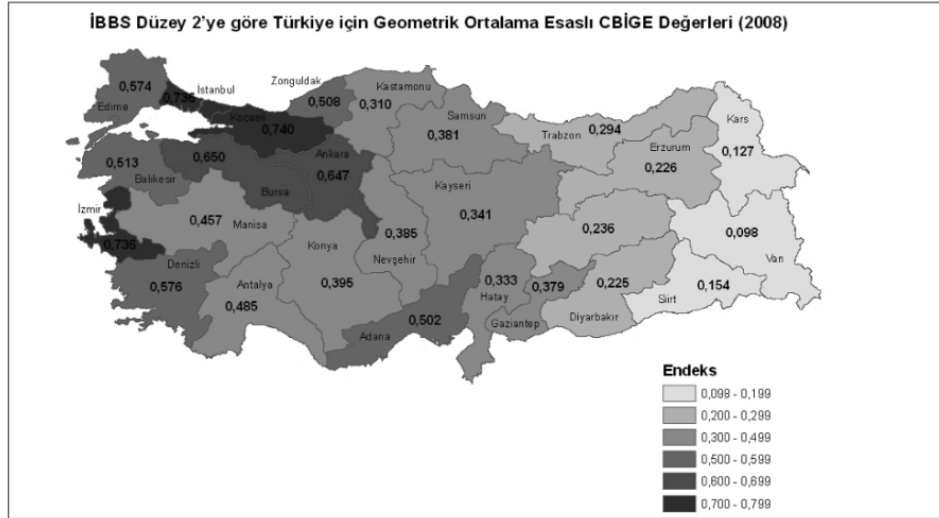 İBBS Düzey 2'ye göre Türkiye için Geometrik Ortalama Esaslı CBİGE Değerleri (2008)
0,574
Edirne
İstanbul
0,736
Kocaeli
0,740
Zonguldak
0,508
Kastamonu
0,310
Samsun
0,381
Trabzon
0,294
Kars
0,127
Erzurum
0,226
0,513
Balıkesir
0,650
Bursa
Ankara
0,647
Kayseri
0,341
0,236
0,098
Van
İzmir
0,736
0,457
Manisa
Konya
0,395
0,385
Nevşehir
Denizli
0,576
Antalya
0,485
Adana
0,502
0,333
Hatay
0,379
Gaziantep
0,225
Diyarbakır
Siirt
0,154
Endeks
0,098 - 0,199
0,200 - 0,299
0,300 - 0,499
0,500 - 0,599
0,600 - 0,699
0,700 - 0,799